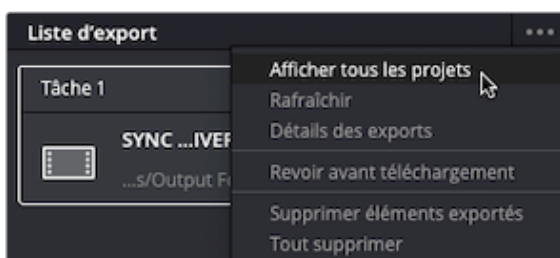 Liste d'export
Afficher tous les projets
Tâche 1
Rafraîchir
Détails des exports
SYNC ...IVER
...s/Output Fo
Revoir avant téléchargement
Supprimer éléments exportés
Tout supprimer